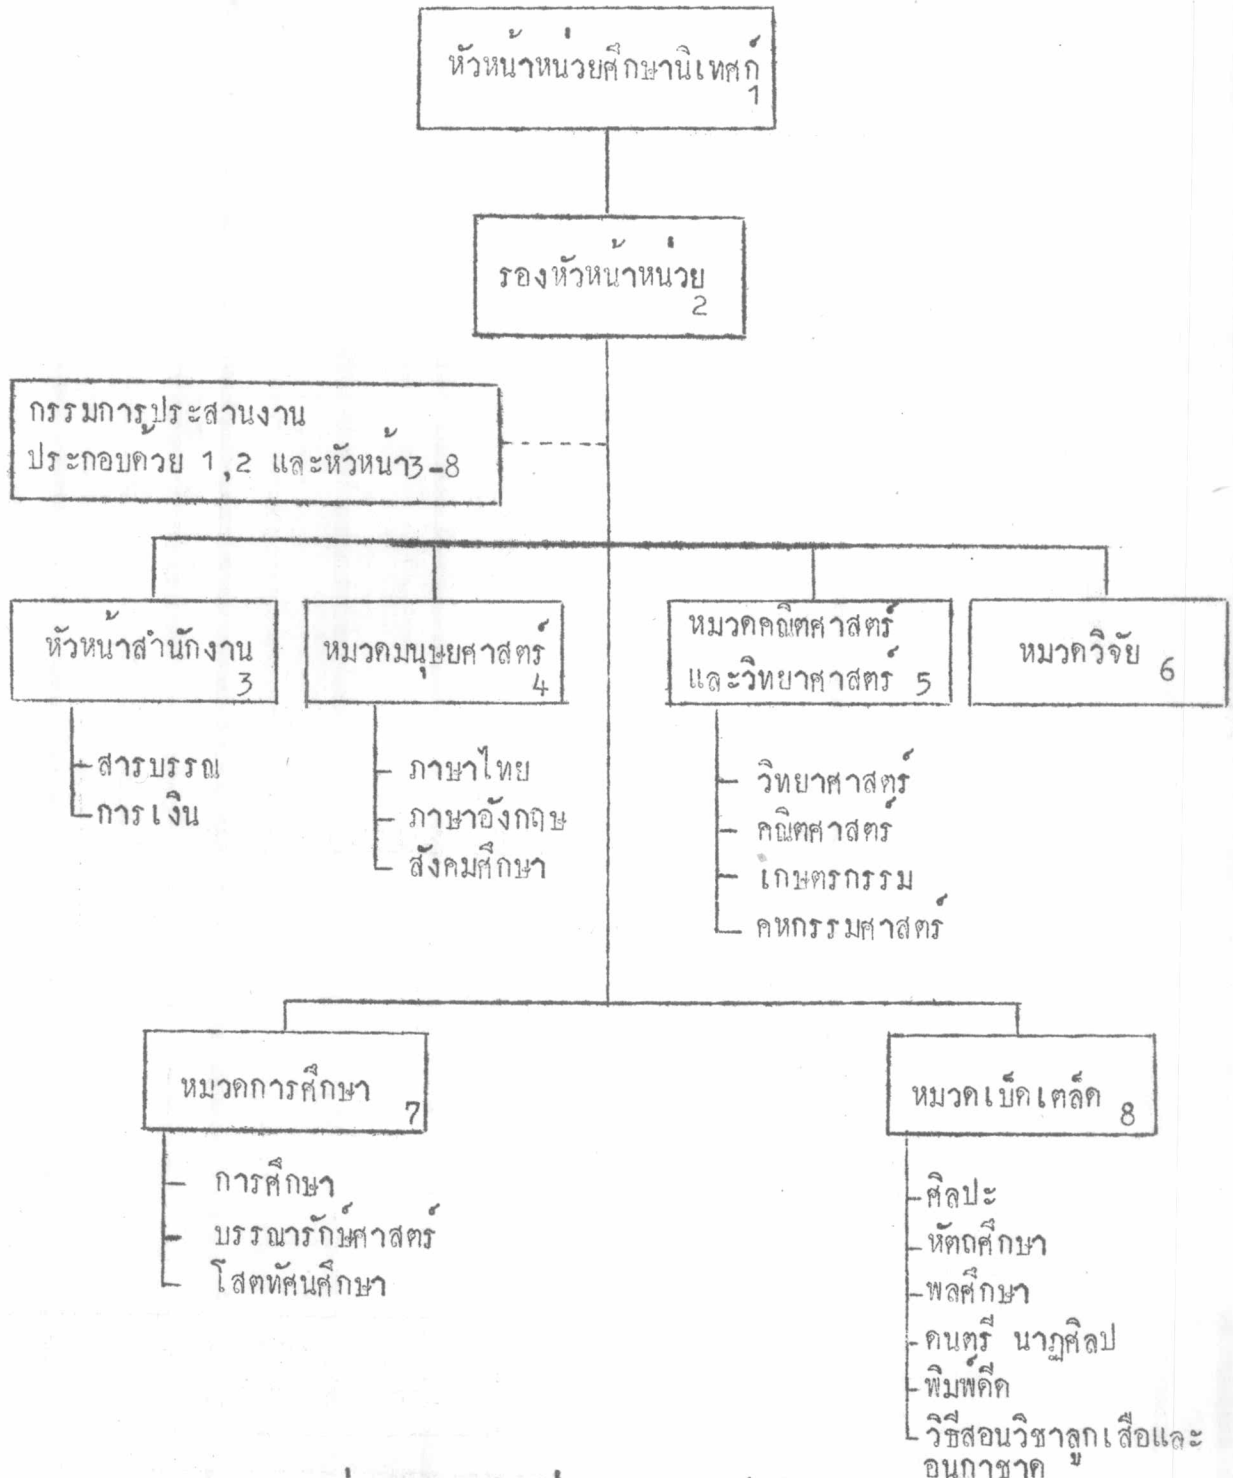 หัวหน้าหน่วยศึกษานิเทศก์
1
รองหัวหน้าหน่วย
2
กรรมการประสานงาน
ประกอบด้วย 1,2 และหัวหน้า3-8
หัวหน้าสำนักงาน
3
สารบรรณ
การเงิน
หมวดมนุษยศาสตร์
4
ภาษาไทย
ภาษาอังกฤษ
สังคมศึกษา
หมวดคณิตศาสตร์
และวิทยาศาสตร์ 5
วิทยาศาสตร์
คณิตศาสตร์
เกษตรกรรม
คหกรรมศาสตร์
หมวดวิจัย 6
หมวดการศึกษา
7
การศึกษา
บรรณารักษ์ศาสตร์
โสตทัศนศึกษา
หมวดเบ็ดเตล็ด 8
ศิลปะ
หัตถศึกษา
พลศึกษา
ดนตรี นาฏศิลป
พิมพ์ดีด
วิธีสอนวิชาลูกเสือและ
อนุกาชาด